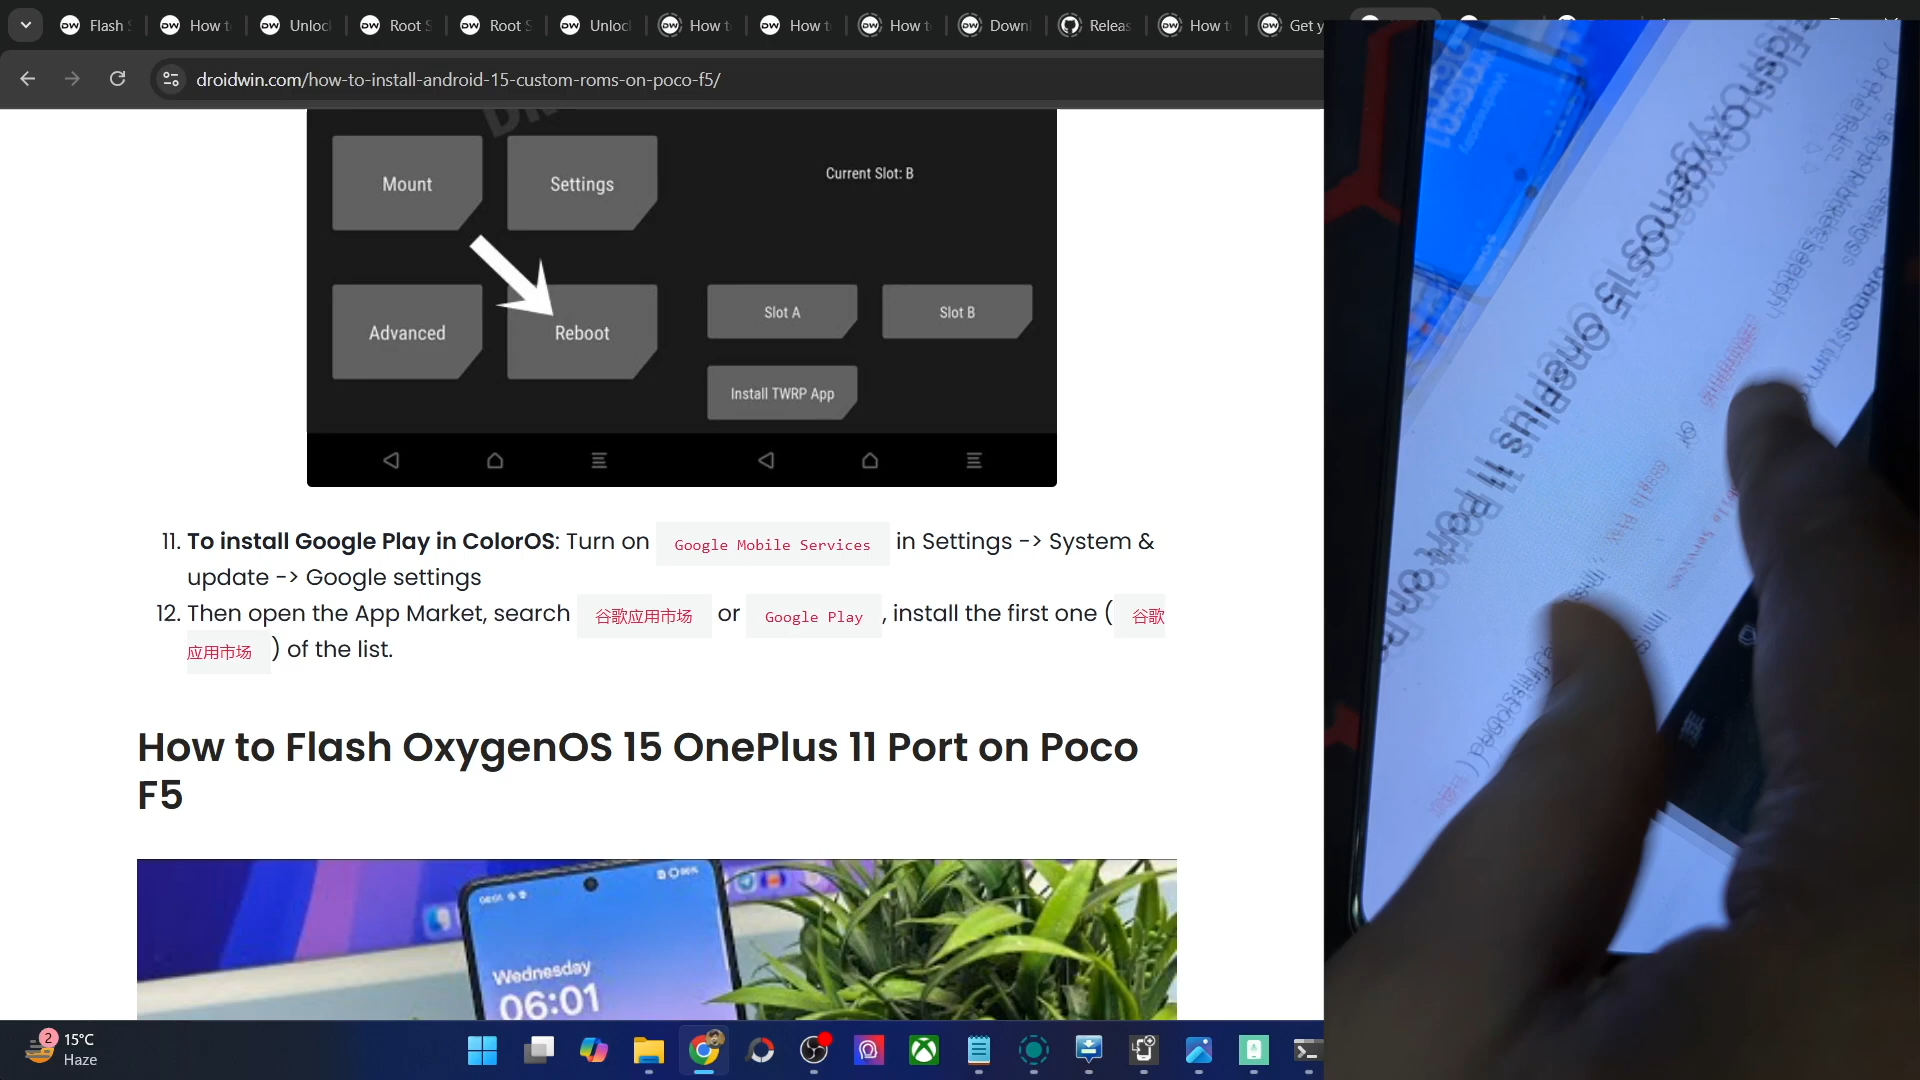 Flash
How t
Unloc
Root S
Root S
Unloc
How t
How t
How t
Down
Releas
How t
Get y
droidwin.com/how-to-install-android-15-custom-roms-on-poco-f5/
Mount
Settings
Current Slot: B
Advanced
Reboot
Slot A
Slot B
Install TWRP App
11. To install Google Play in ColorOS: Turn on Google Mobile Services in Settings -> System &
update -> Google settings
12. Then open the App Market, search 谷歌应用市场 or Google Play , install the first one ( 谷歌
应用市场 ) of the list.
How to Flash OxygenOS 15 OnePlus 11 Port on Poco
F5
Wednesday
06:01
2
15°C
Haze